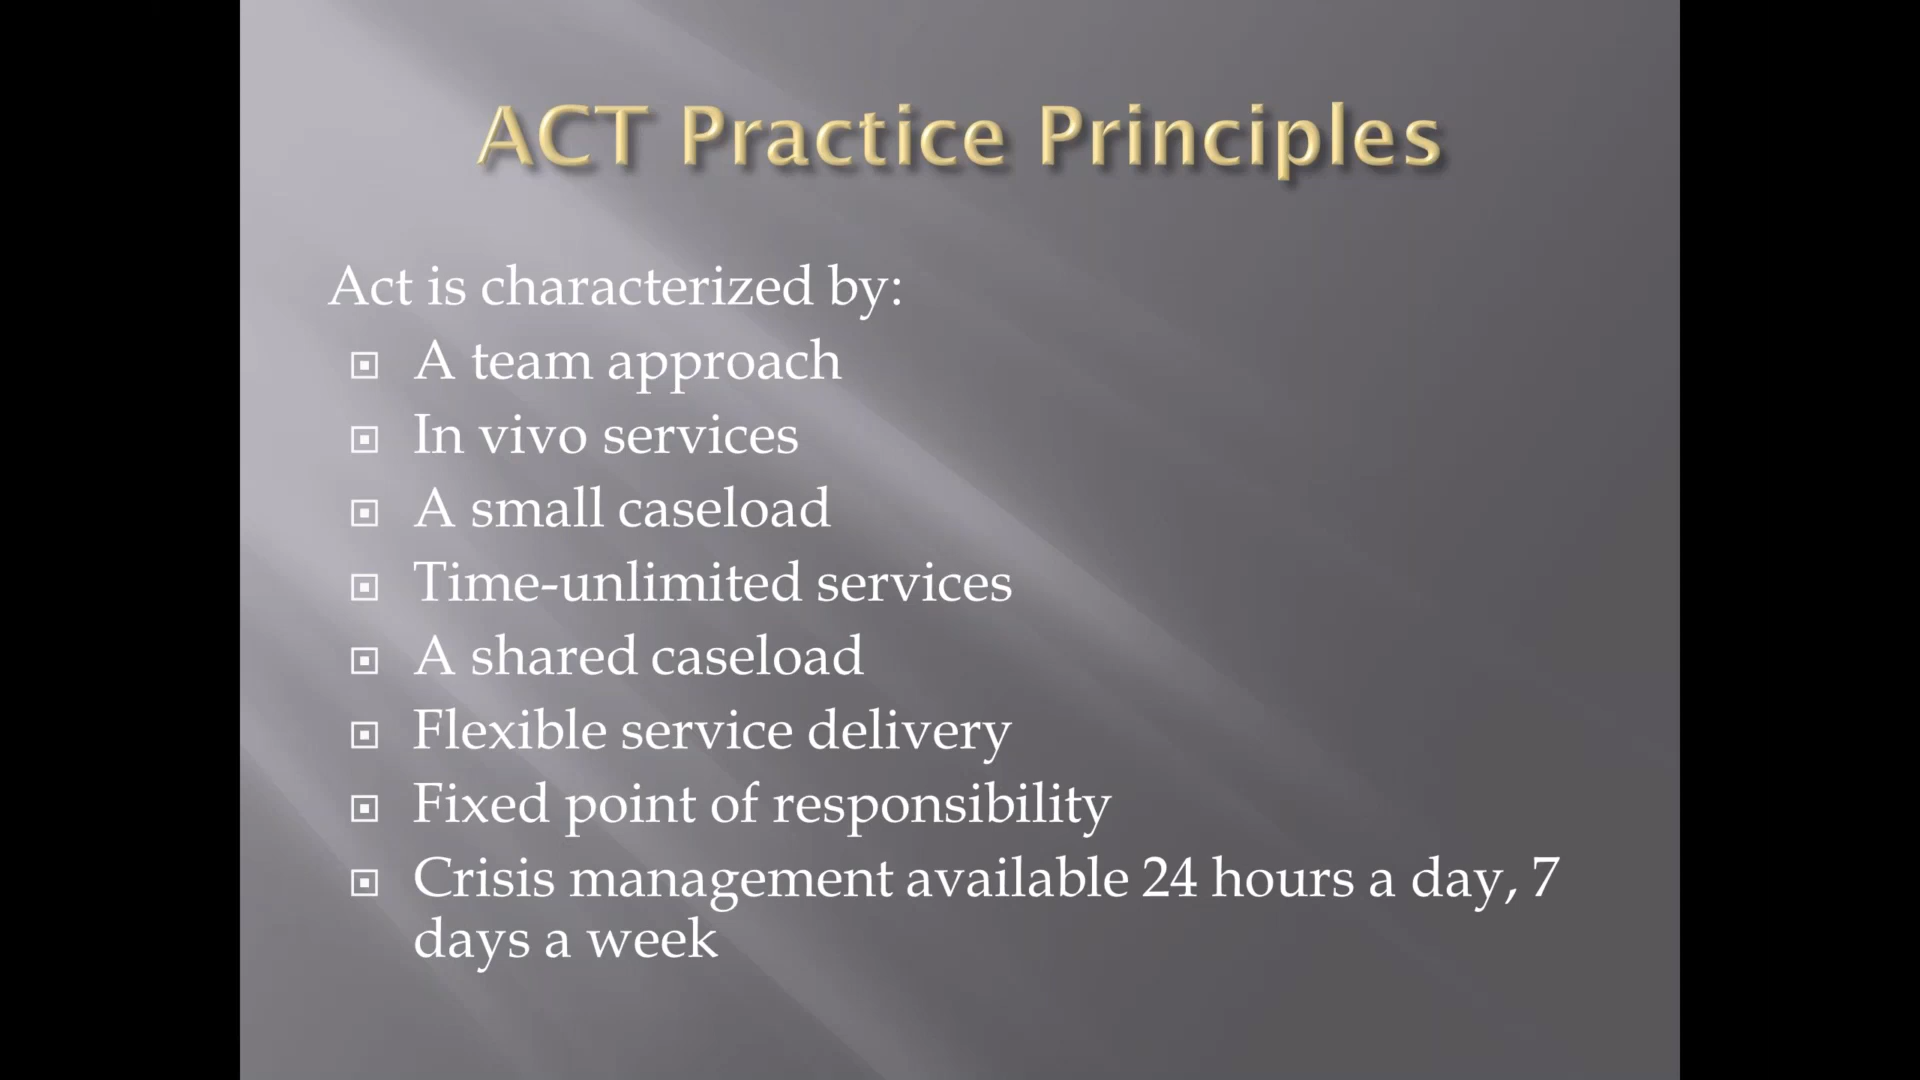 ACT Practice Principles
Act is characterized by:
A team approach
In vivo services
A small caseload
Time-unlimited services
A shared caseload
Flexible service delivery
Fixed point of responsibility
Crisis management available 24 hours a day, 7
days a week